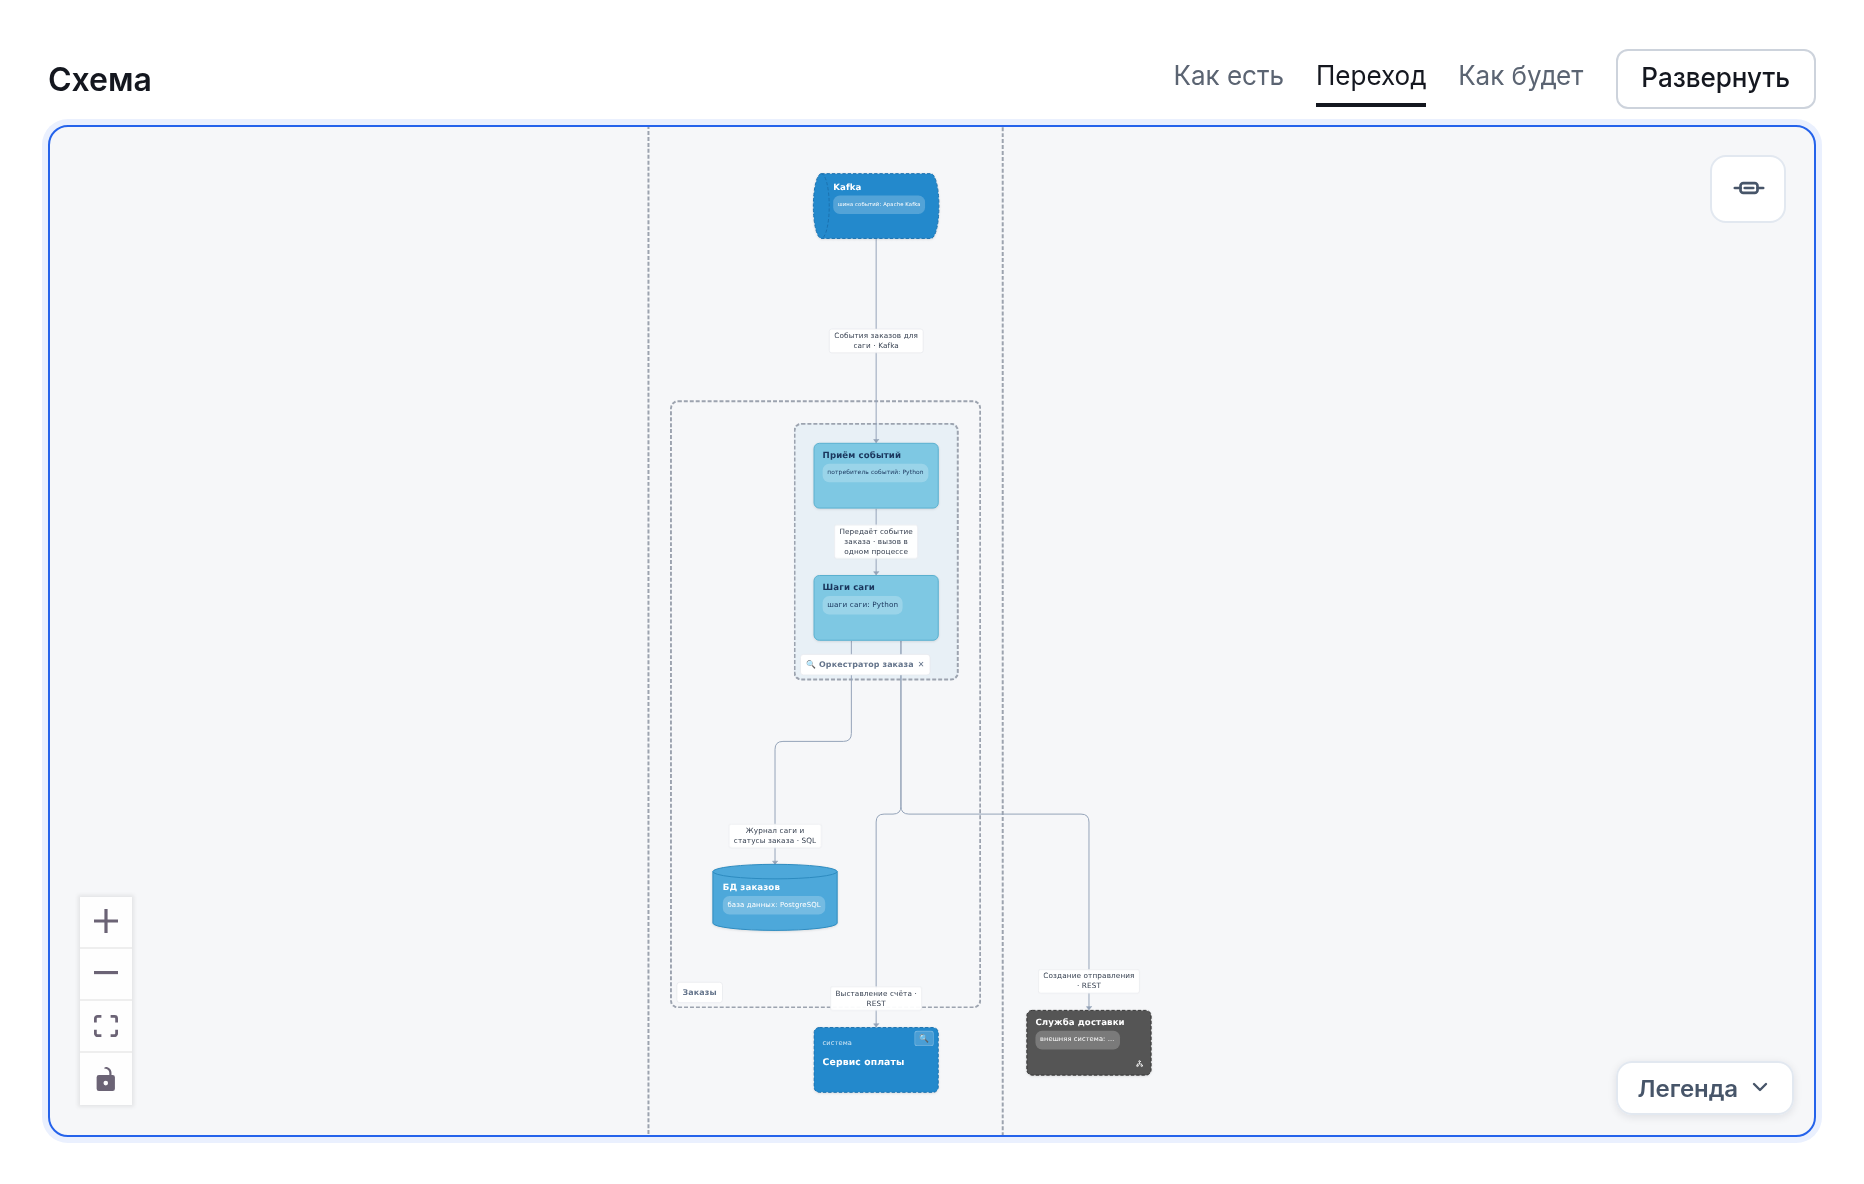 Схема
Как есть
Переход
Как будет
Развернуть
Kafka
шина событий: Apache Kafka
События заказов для
саги · Kafka
Приём событий
потребитель событий: Python
Передаёт событие
заказа · вызов в
одном процессе
Шаги саги
шаги саги: Python
Оркестратор заказа ×
Журнал саги и
статусы заказа · SQL
БД заказов
база данных: PostgreSQL
Заказы
Выставление счёта ·
REST
Создание отправления
· REST
система
Сервис оплаты
Служба доставки
внешняя система: ...
Легенда